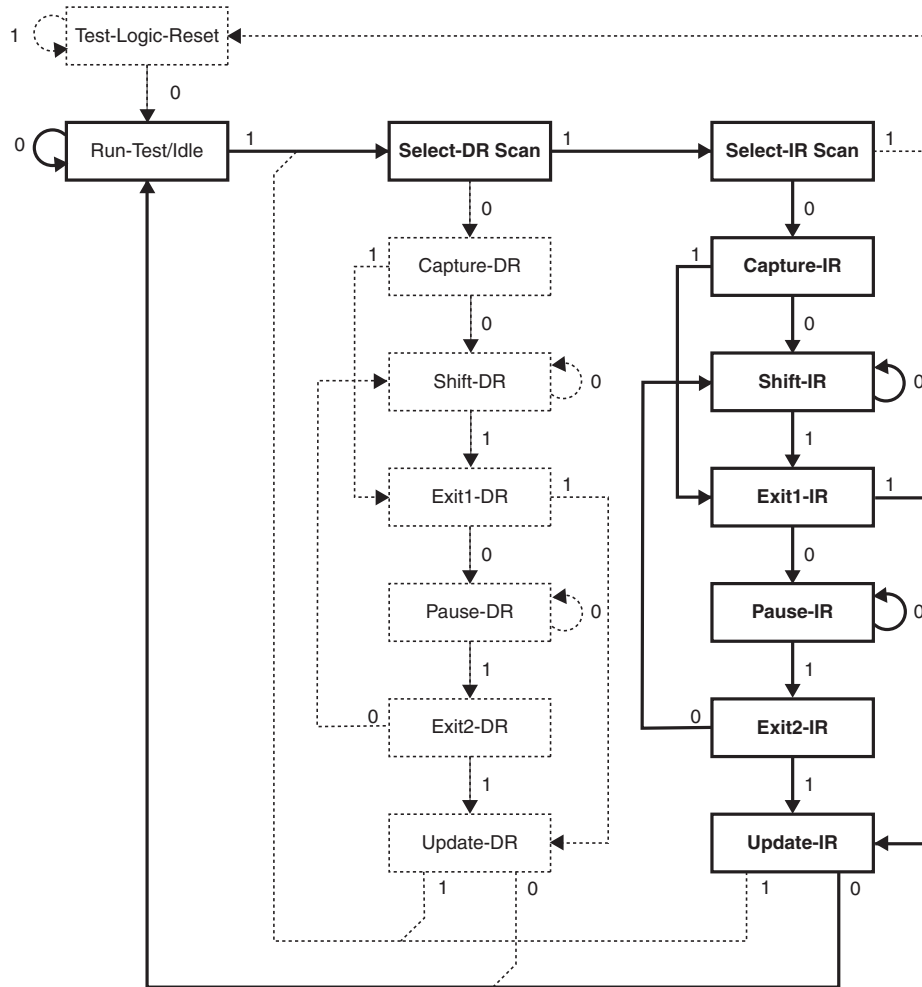 1
Test-Logic-Reset
0
0
Run-Test/Idle
1
Select-DR Scan
1
Select-IR Scan
1
0
0
1
Capture-DR
1
Capture-IR
0
0
Shift-DR
0
Shift-IR
0
1
1
Exit1-DR
1
Exit1-IR
1
0
0
Pause-DR
0
Pause-IR
0
1
1
0
Exit2-DR
0
Exit2-IR
1
1
Update-DR
Update-IR
1
0
1
0